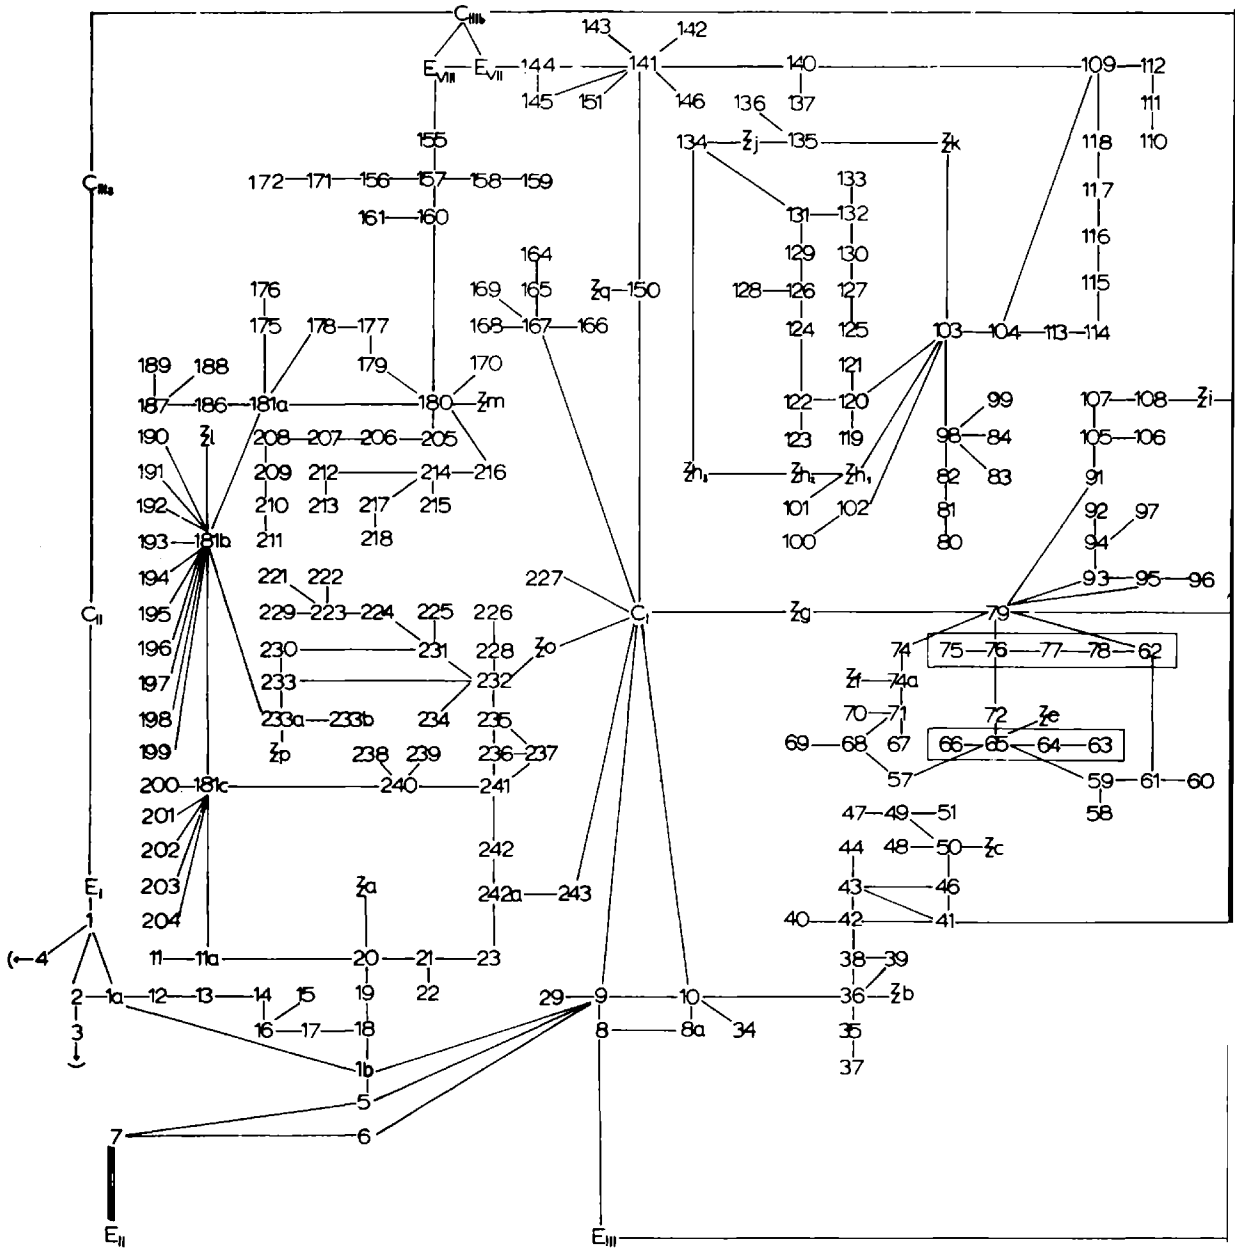 C IIIb
143 142
E VIII E VII 144 141 140 109 112
145 151 146 136 137 111
155 134 Zj 135 Zk 118 110
C IIIa 172 171 156 157 158 159 133 117
161 160 131 132
164 129 130 116
176 169 165 Zq 150 128 126 127 115
175 178 177 168 167 166 124 125 103 104 113 114
189 188 179 170 121
187 186 181a 180 Zm 122 120 99 107 108 Zi
190 Zl 208 207 206 205 123 119 98 84 105 106
191 209 212 214 216 Zh₃ Zh₂ Zh₁ 82 83 91
192 210 213 217 215 101 102 81 92 97
193 181b 211 218 100 80 94
194 221 222 227 93 95 96
C II 195 229 223 224 225 226 C I Zg 79
196 230 231 228 Zo 74 75 76 77 78 62
197 233 232 Zf 74a
198 233a 233b 234 235 70 71 72 Ze
199 Zp 238 239 236 237 69 68 67 66 65 64 63
200 181c 240 241 57 59 61 60
201 47 49 51 58
202 242 44 48 50 Zc
E I 203 Za 242a 243 43 46
1 204 40 42 41
4 11 11a 20 21 23 38 39
2 1a 12 13 14 15 19 22 29 9 10 36 Zb
3 16 17 18 8 8a 34 35
1b 37
5
7 6
E II E III